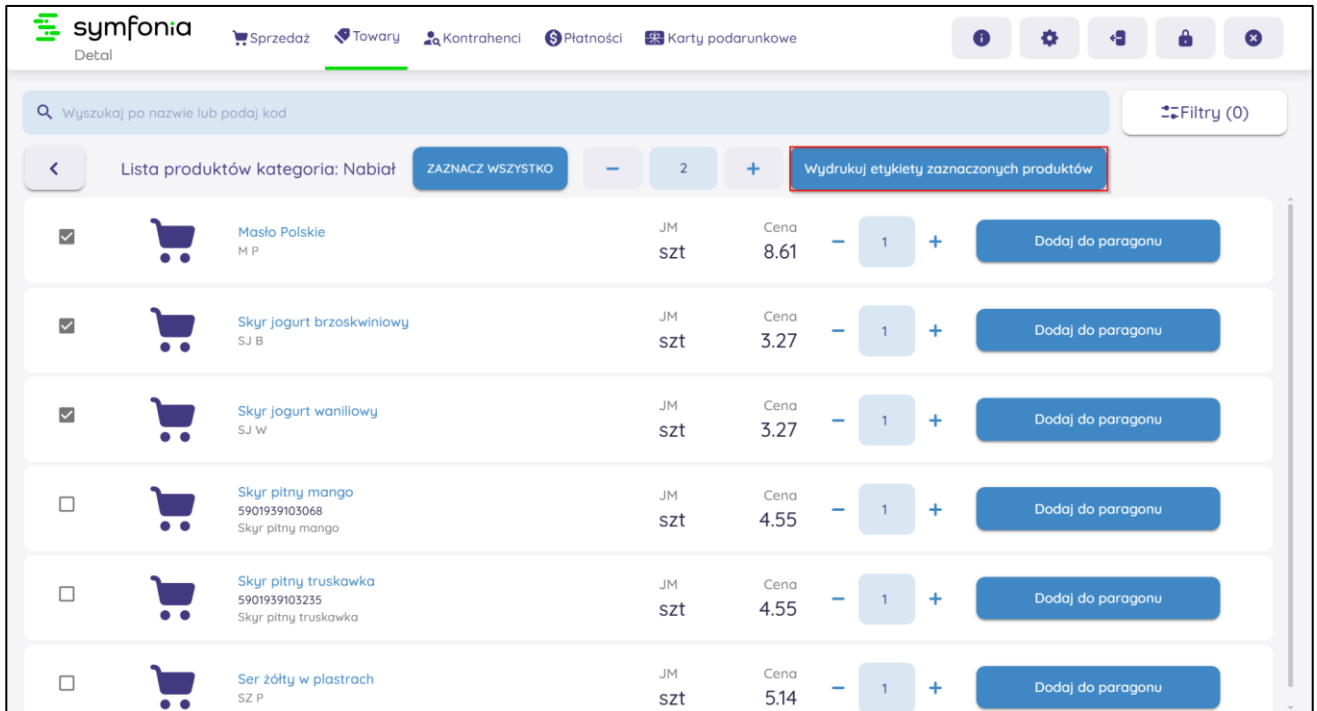 symfonia
Detal
Sprzedaż Towary Kontrahenci Płatności Karty podarunkowe
Wyszukaj po nazwie lub podaj kod
Filtry (0)
Lista produktów kategoria: Nabiał ZAZNACZ WSZYSTKO − 2 + Wydrukuj etykiety zaznaczonych produktów
Masło Polskie
M P
JM
szt
Cena
8.61
− 1 +
Dodaj do paragonu
Skyr jogurt brzoskwiniowy
SJ B
JM
szt
Cena
3.27
− 1 +
Dodaj do paragonu
Skyr jogurt waniliowy
SJ W
JM
szt
Cena
3.27
− 1 +
Dodaj do paragonu
Skyr pitny mango
5901939103068
Skyr pitny mango
JM
szt
Cena
4.55
− 1 +
Dodaj do paragonu
Skyr pitny truskawka
5901939103235
Skyr pitny truskawka
JM
szt
Cena
4.55
− 1 +
Dodaj do paragonu
Ser żółty w plastrach
SZ P
JM
szt
Cena
5.14
− 1 +
Dodaj do paragonu